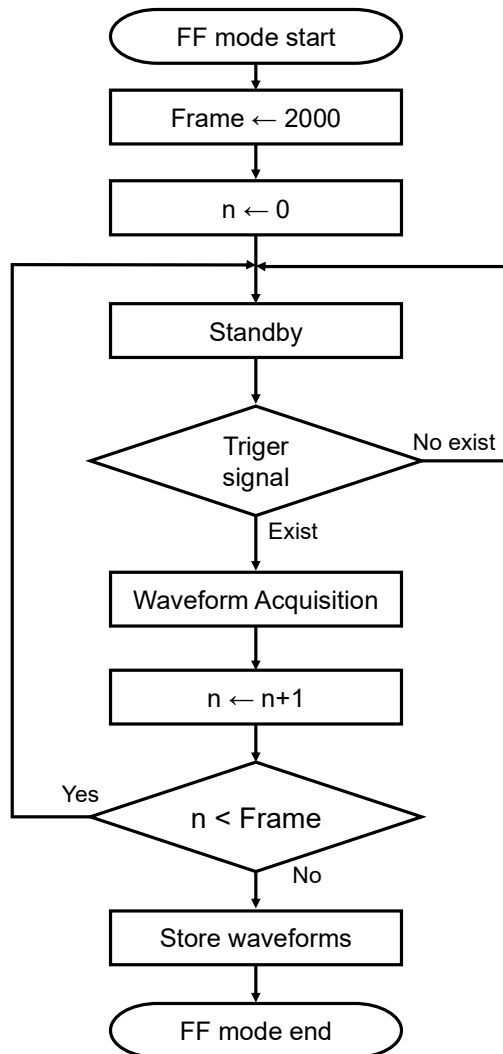 FF mode start
Frame ← 2000
n ← 0
Standby
Triger
signal
No exist
Exist
Waveform Acquisition
n ← n+1
Yes
n < Frame
No
Store waveforms
FF mode end